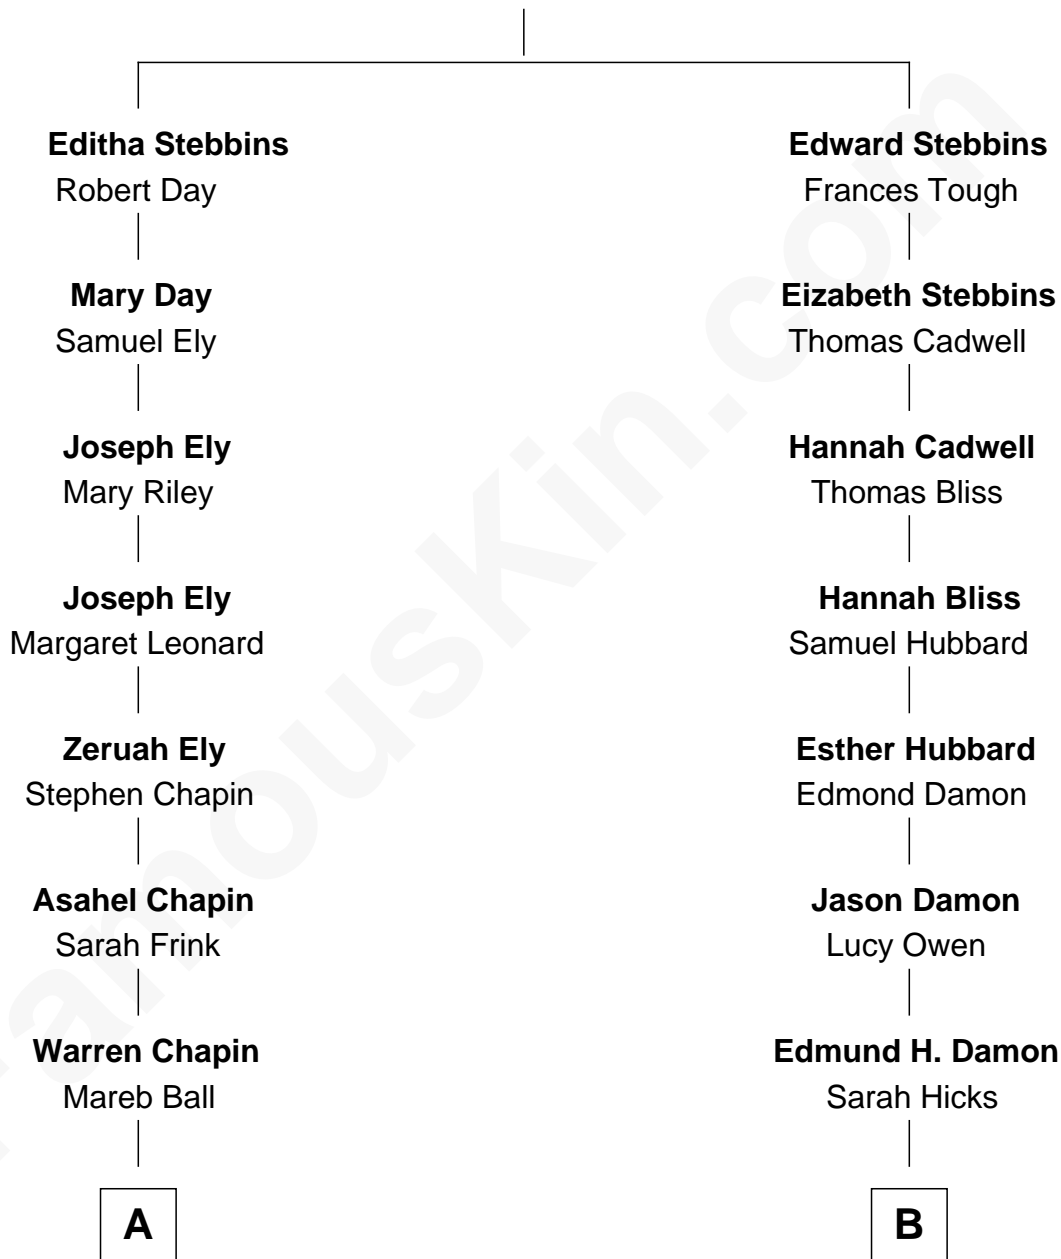 Editha Stebbins
Robert Day
Mary Day
Samuel Ely
Joseph Ely
Mary Riley
Joseph Ely
Margaret Leonard
Zeruah Ely
Stephen Chapin
Asahel Chapin
Sarah Frink
Warren Chapin
Mareb Ball
A
Edward Stebbins
Frances Tough
Eizabeth Stebbins
Thomas Cadwell
Hannah Cadwell
Thomas Bliss
Hannah Bliss
Samuel Hubbard
Esther Hubbard
Edmond Damon
Jason Damon
Lucy Owen
Edmund H. Damon
Sarah Hicks
B
FamousKin.com